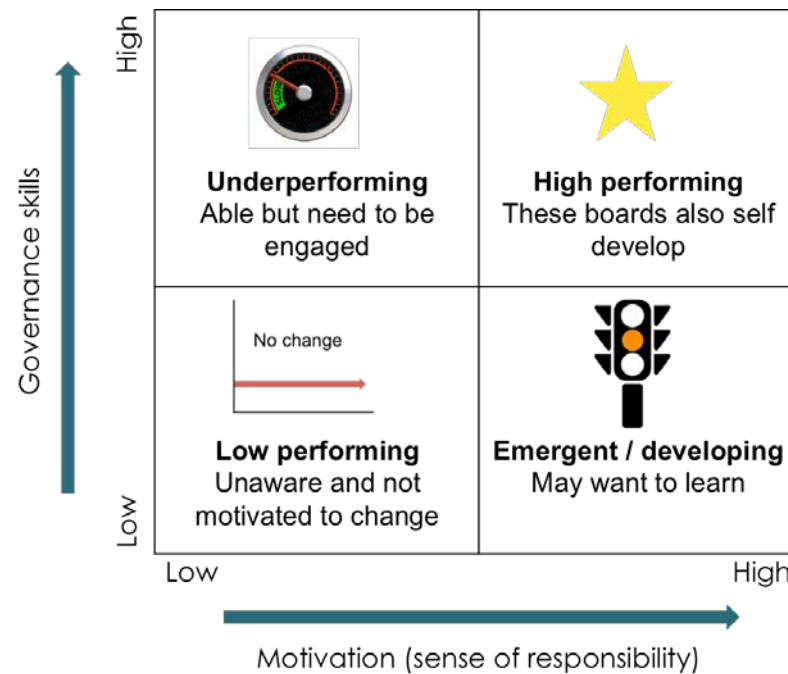 High
Governance skills
Low
Underperforming
Able but need to be
engaged
High performing
These boards also self
develop
No change
Low performing
Unaware and not
motivated to change
Emergent / developing
May want to learn
Low
High
Motivation (sense of responsibility)